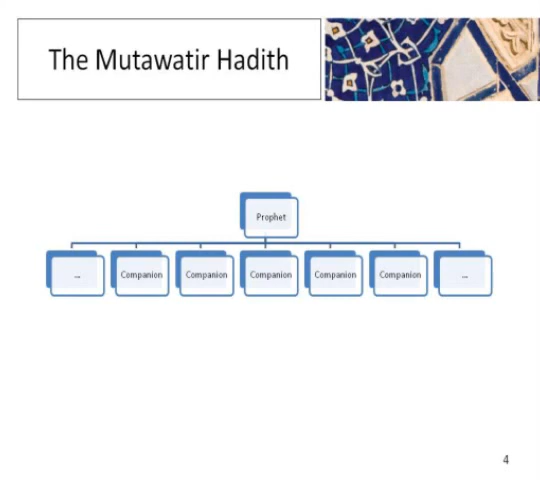 The Mutawatir Hadith
Prophet
... Companion Companion Companion Companion Companion ...
4